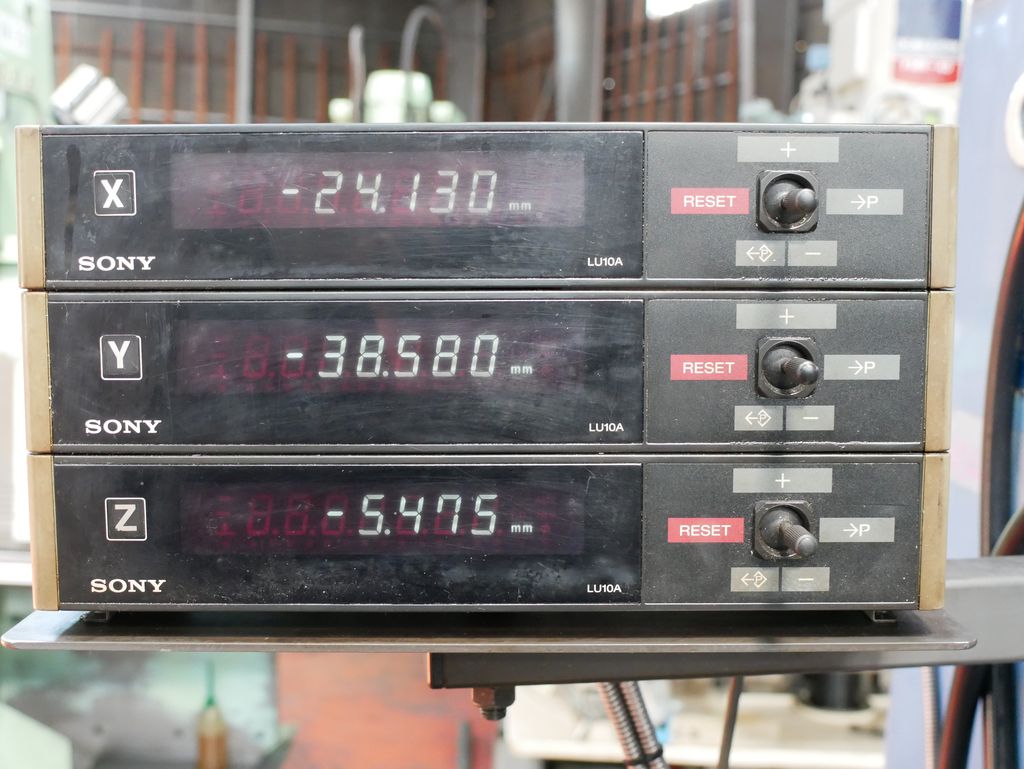 X
-24.130 mm
SONY
LU10A
+
RESET
→P
←P
−
Y
-38.580 mm
SONY
LU10A
+
RESET
→P
←P
−
Z
-5.475 mm
SONY
LU10A
+
RESET
→P
←P
−